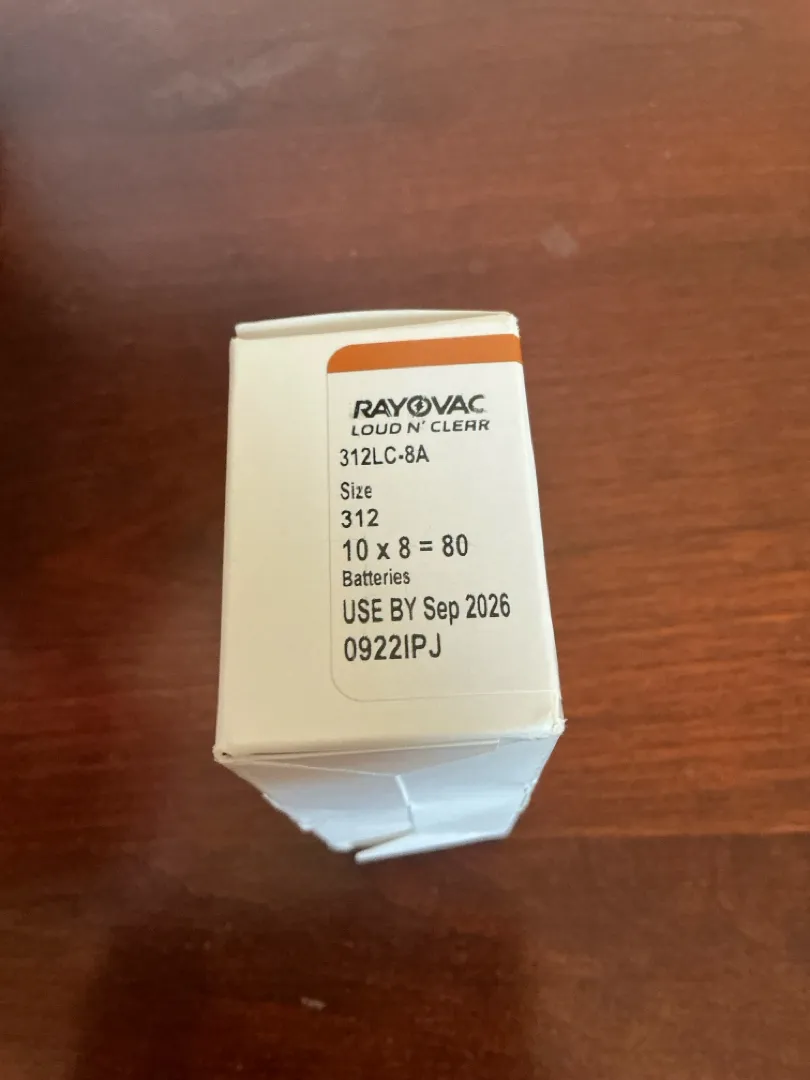 RAYOVAC
LOUD N' CLEAR
312LC-8A
Size
312
10 x 8 = 80
Batteries
USE BY Sep 2026
0922IPJ